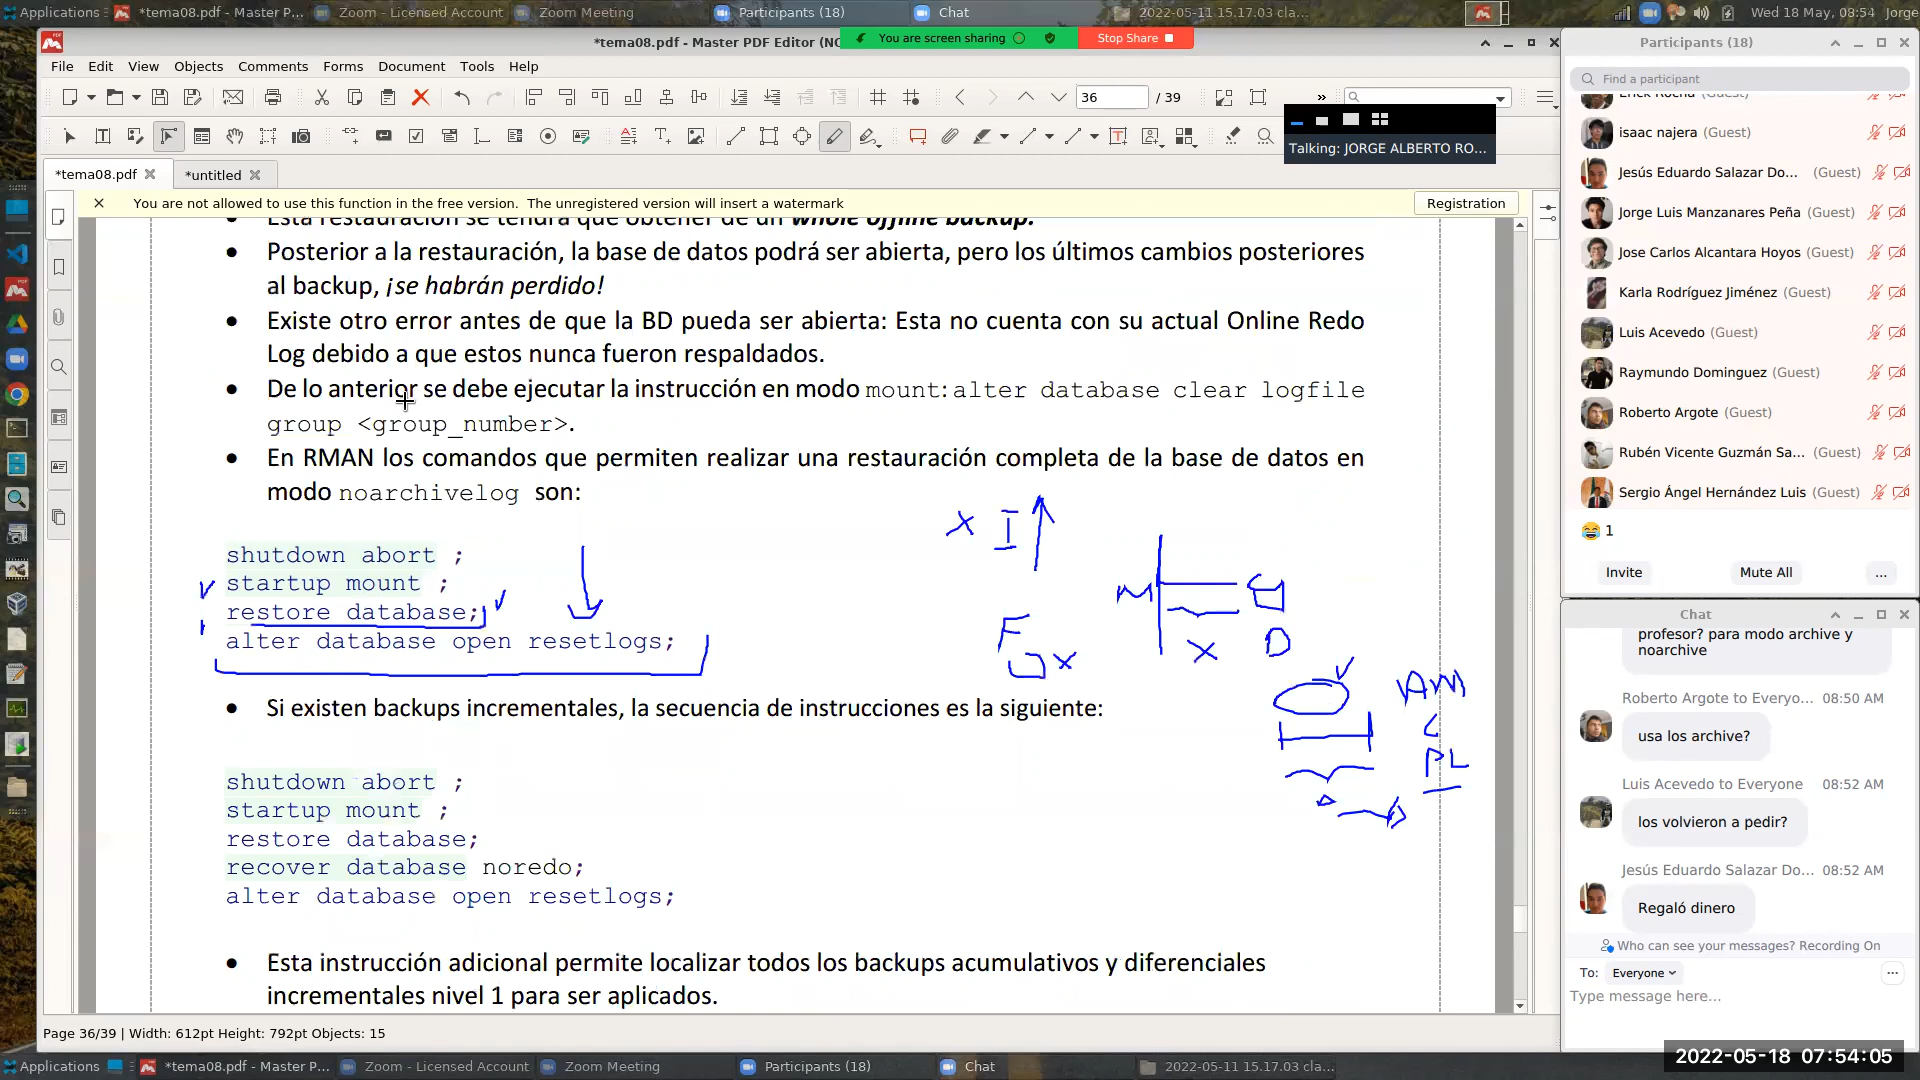 Applications
*tema08.pdf - Master P...
Zoom - Licensed Account
Zoom Meeting
Participants (18)
Chat
2022-05-11 15.17.03 cla...
Wed 18 May, 08:54
Jorge
*tema08.pdf - Master PDF Editor (NO
You are screen sharing
Stop Share
File Edit View Objects Comments Forms Document Tools Help
36 / 39
Talking: JORGE ALBERTO RO...
*tema08.pdf
*untitled
You are not allowed to use this function in the free version. The unregistered version will insert a watermark
Registration
Esta restauración se tendrá que obtener de un whole offline backup.
Posterior a la restauración, la base de datos podrá ser abierta, pero los últimos cambios posteriores
al backup, ¡se habrán perdido!
Existe otro error antes de que la BD pueda ser abierta: Esta no cuenta con su actual Online Redo
Log debido a que estos nunca fueron respaldados.
De lo anterior se debe ejecutar la instrucción en modo mount: alter database clear logfile
group <group_number>.
En RMAN los comandos que permiten realizar una restauración completa de la base de datos en
modo noarchivelog son:
shutdown abort ;
startup mount ;
restore database;
alter database open resetlogs;
x I
M
D
x
F
x
Si existen backups incrementales, la secuencia de instrucciones es la siguiente:
PL
shutdown abort ;
startup mount ;
restore database;
recover database noredo;
alter database open resetlogs;
Esta instrucción adicional permite localizar todos los backups acumulativos y diferenciales
incrementales nivel 1 para ser aplicados.
Page 36/39 | Width: 612pt Height: 792pt Objects: 15
Participants (18)
Find a participant
Erick Rocha (Guest)
isaac najera (Guest)
Jesús Eduardo Salazar Do... (Guest)
Jorge Luis Manzanares Peña (Guest)
Jose Carlos Alcantara Hoyos (Guest)
Karla Rodríguez Jiménez (Guest)
Luis Acevedo (Guest)
Raymundo Dominguez (Guest)
Roberto Argote (Guest)
Rubén Vicente Guzmán Sa... (Guest)
Sergio Ángel Hernández Luis (Guest)
1
Invite
Mute All
...
Chat
profesor? para modo archive y
noarchive
Roberto Argote to Everyo... 08:50 AM
usa los archive?
Luis Acevedo to Everyone 08:52 AM
los volvieron a pedir?
Jesús Eduardo Salazar Do... 08:52 AM
Regaló dinero
Who can see your messages? Recording On
To: Everyone
Type message here...
Applications
*tema08.pdf - Master P...
Zoom - Licensed Account
Zoom Meeting
Participants (18)
Chat
2022-05-11 15.17.03 cla...
2022-05-18 07:54:05